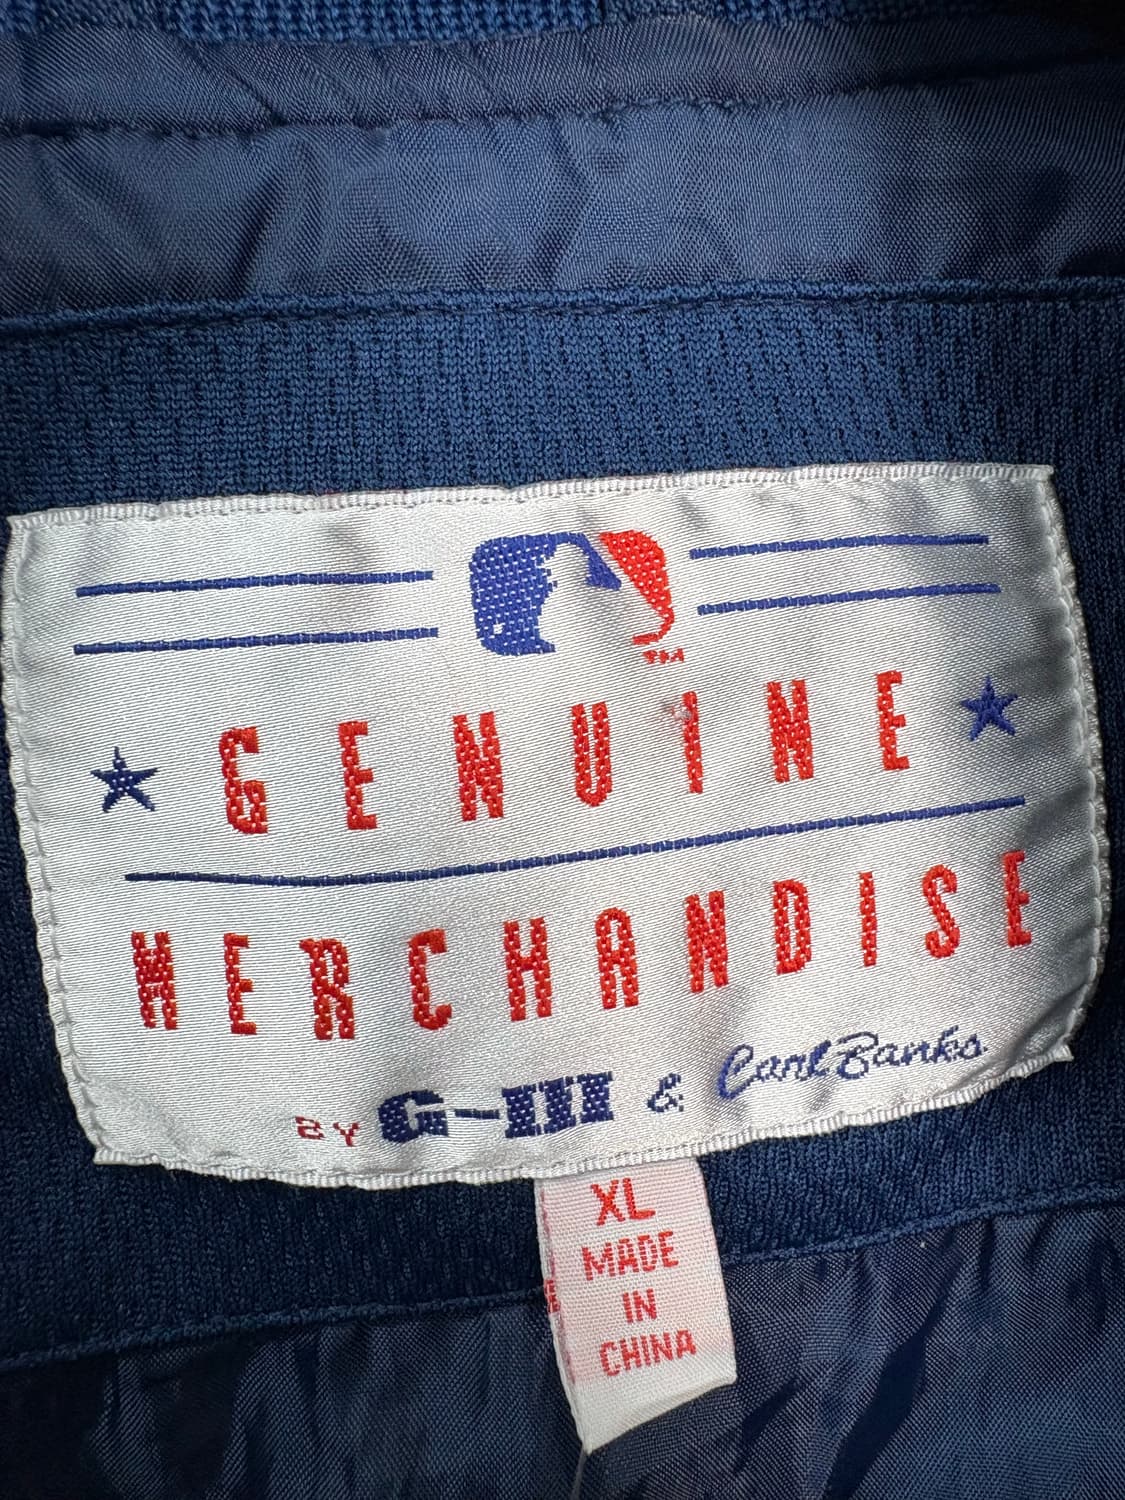 TM
GENUINE
MERCHANDISE
BY G-III & Carl Banks
XL
MADE
IN
CHINA